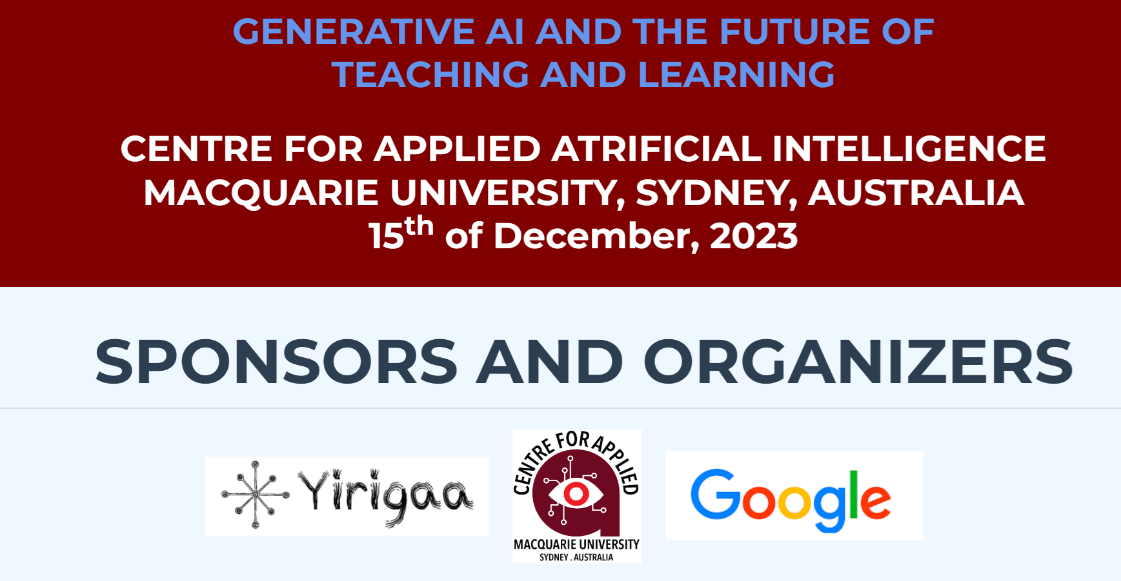 GENERATIVE AI AND THE FUTURE OF
TEACHING AND LEARNING
CENTRE FOR APPLIED ATRIFICIAL INTELLIGENCE
MACQUARIE UNIVERSITY, SYDNEY, AUSTRALIA
15th of December, 2023
SPONSORS AND ORGANIZERS
Yirigaa
CENTRE FOR APPLIED
MACQUARIE UNIVERSITY
SYDNEY . AUSTRALIA
Google